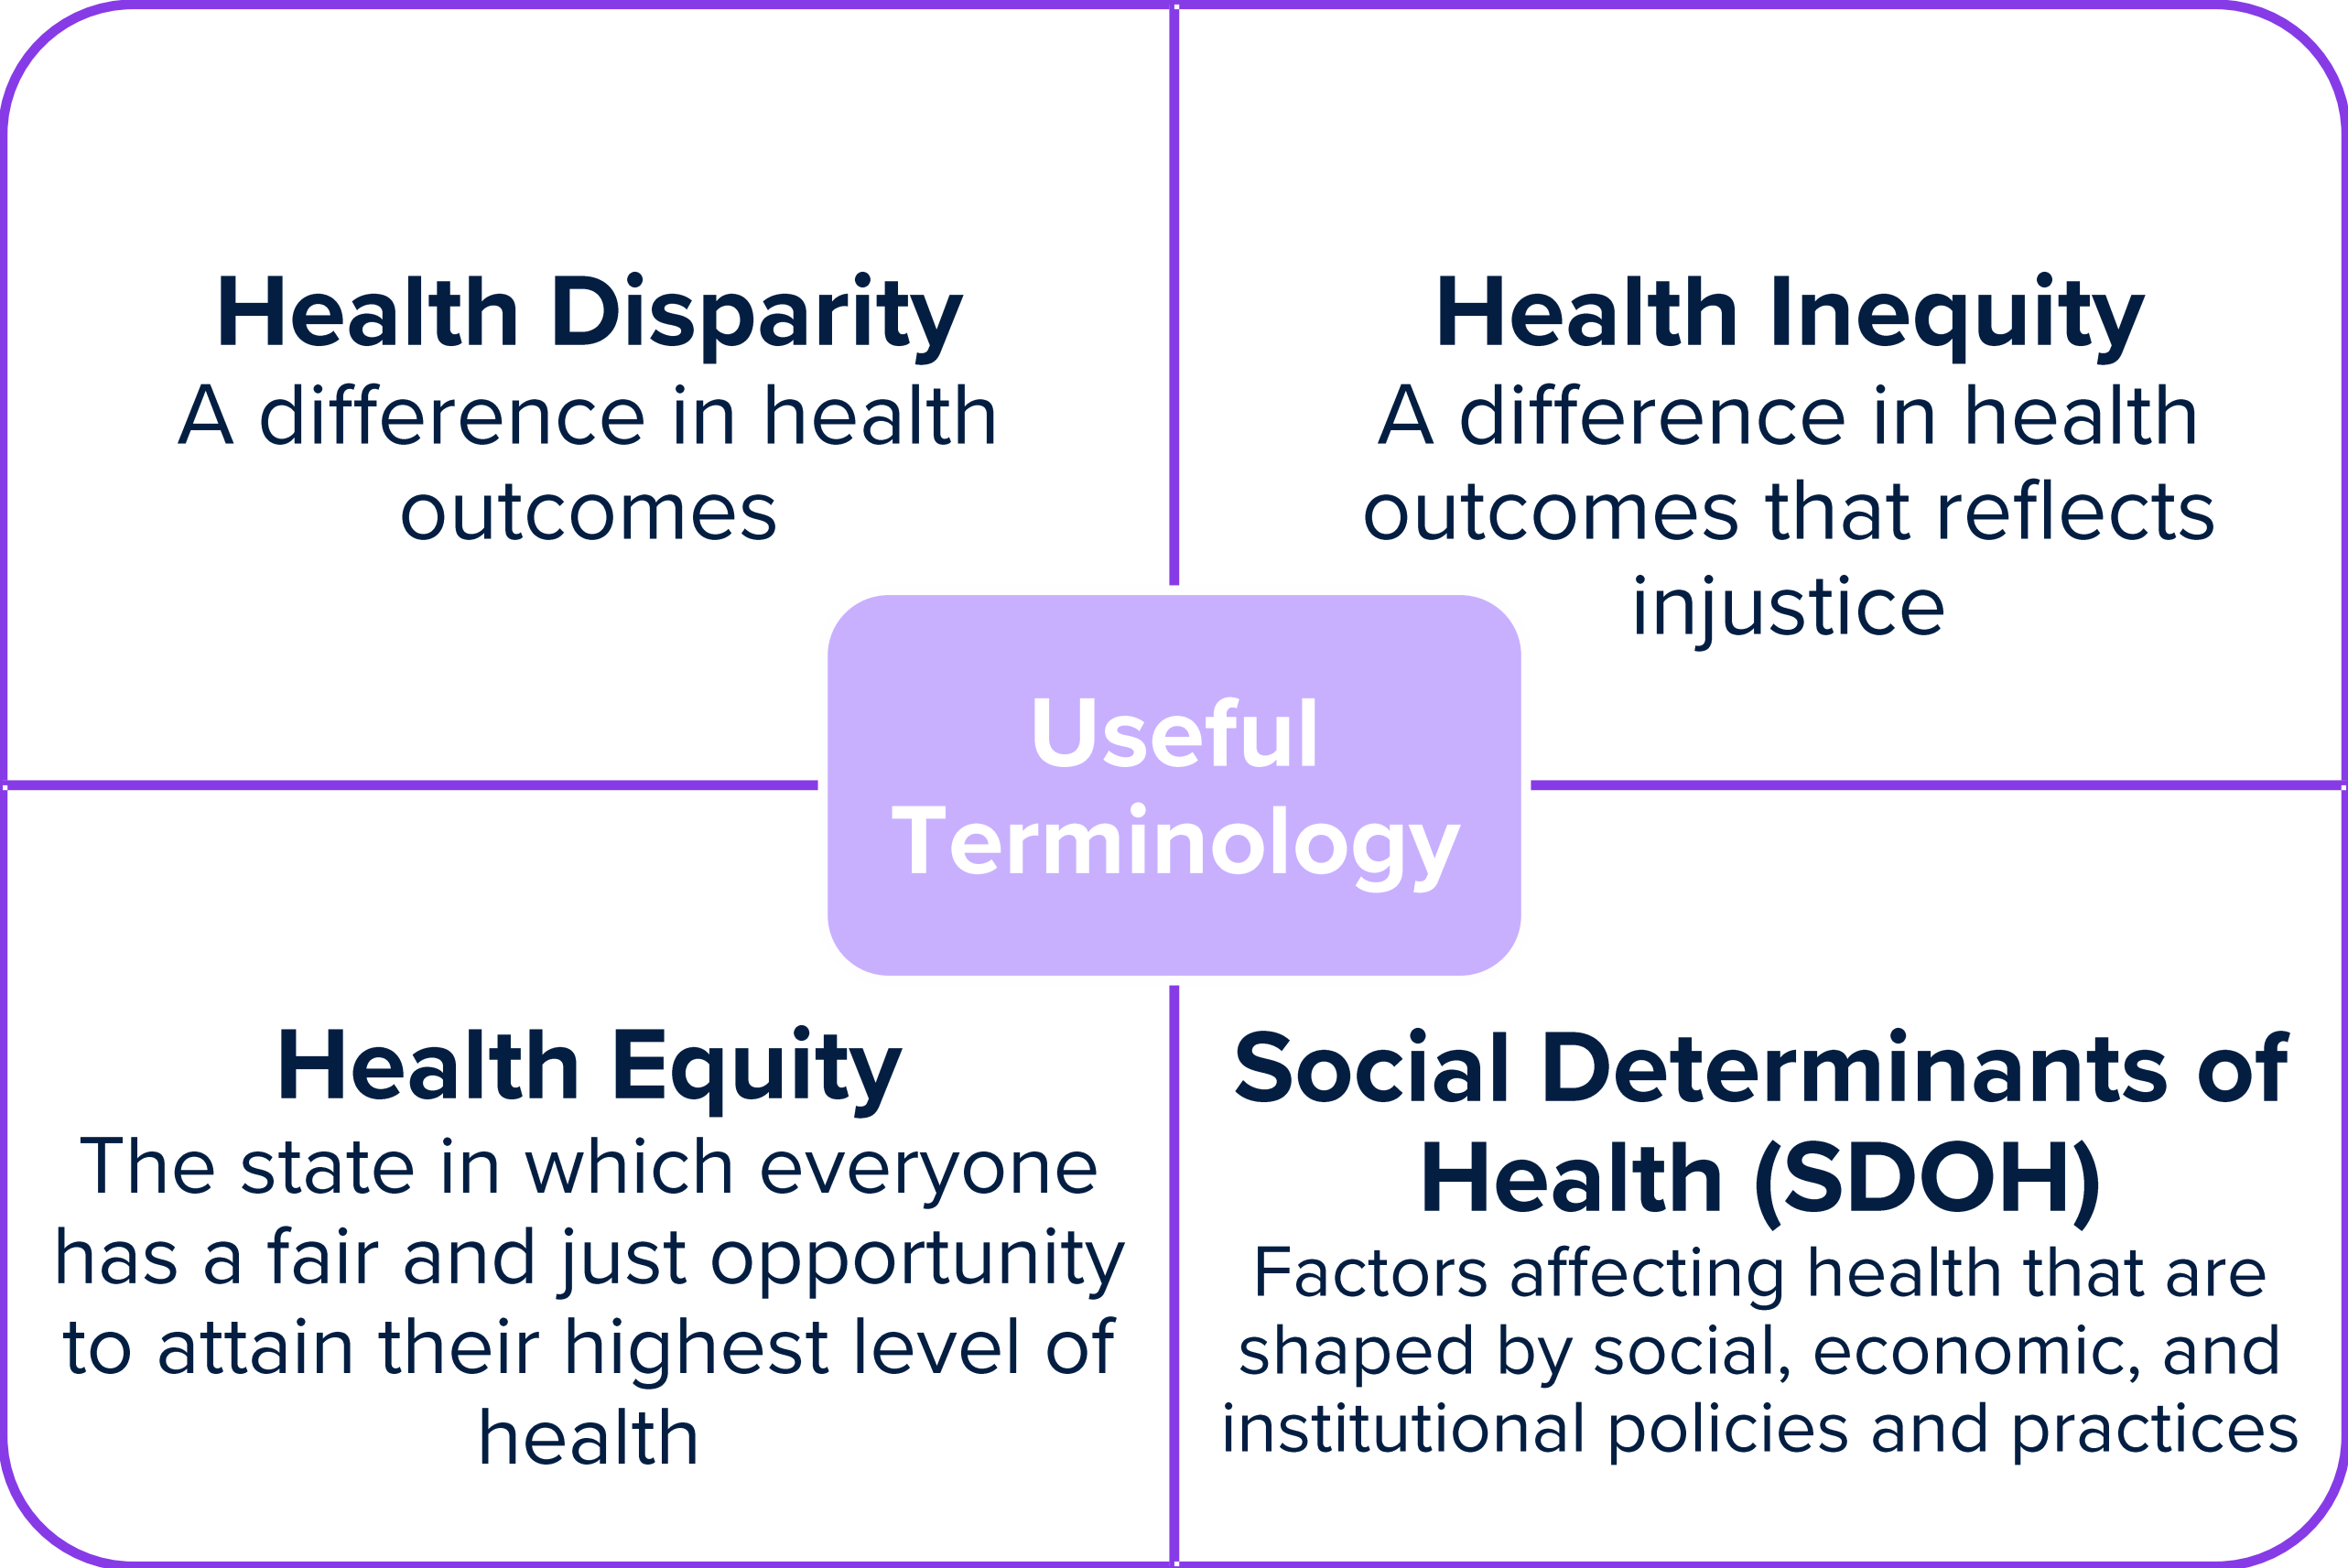 Health Disparity
A difference in health
outcomes
Health Inequity
A difference in health
outcomes that reflects
injustice
Useful
Terminology
Health Equity
The state in which everyone
has a fair and just opportunity
to attain their highest level of
health
Social Determinants of
Health (SDOH)
Factors affecting health that are
shaped by social, economic, and
institutional policies and practices